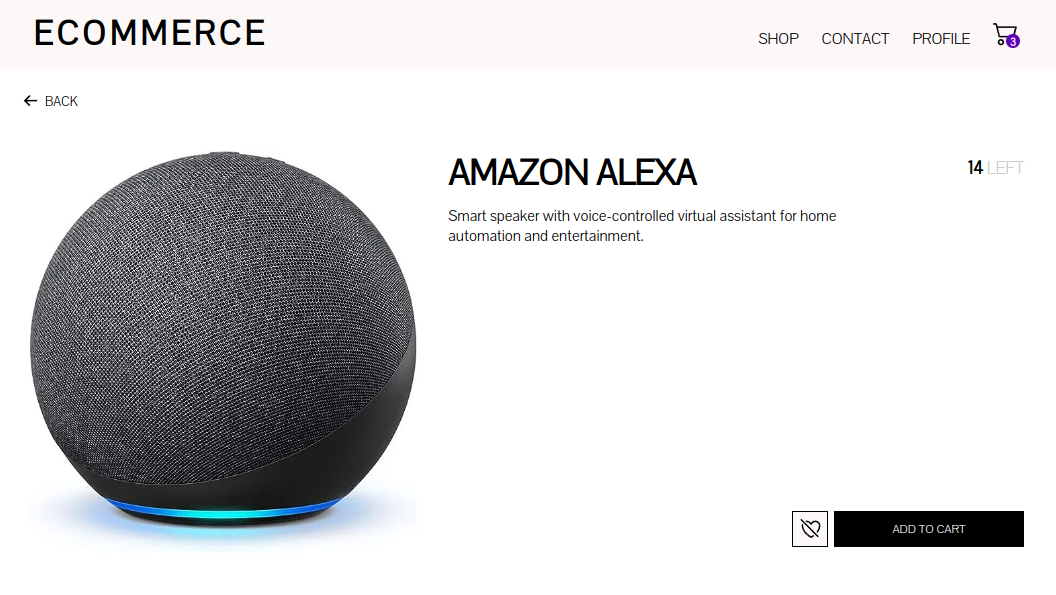 ECOMMERCE
SHOP CONTACT PROFILE 3
BACK
AMAZON ALEXA
14 LEFT
Smart speaker with voice-controlled virtual assistant for home
automation and entertainment.
ADD TO CART